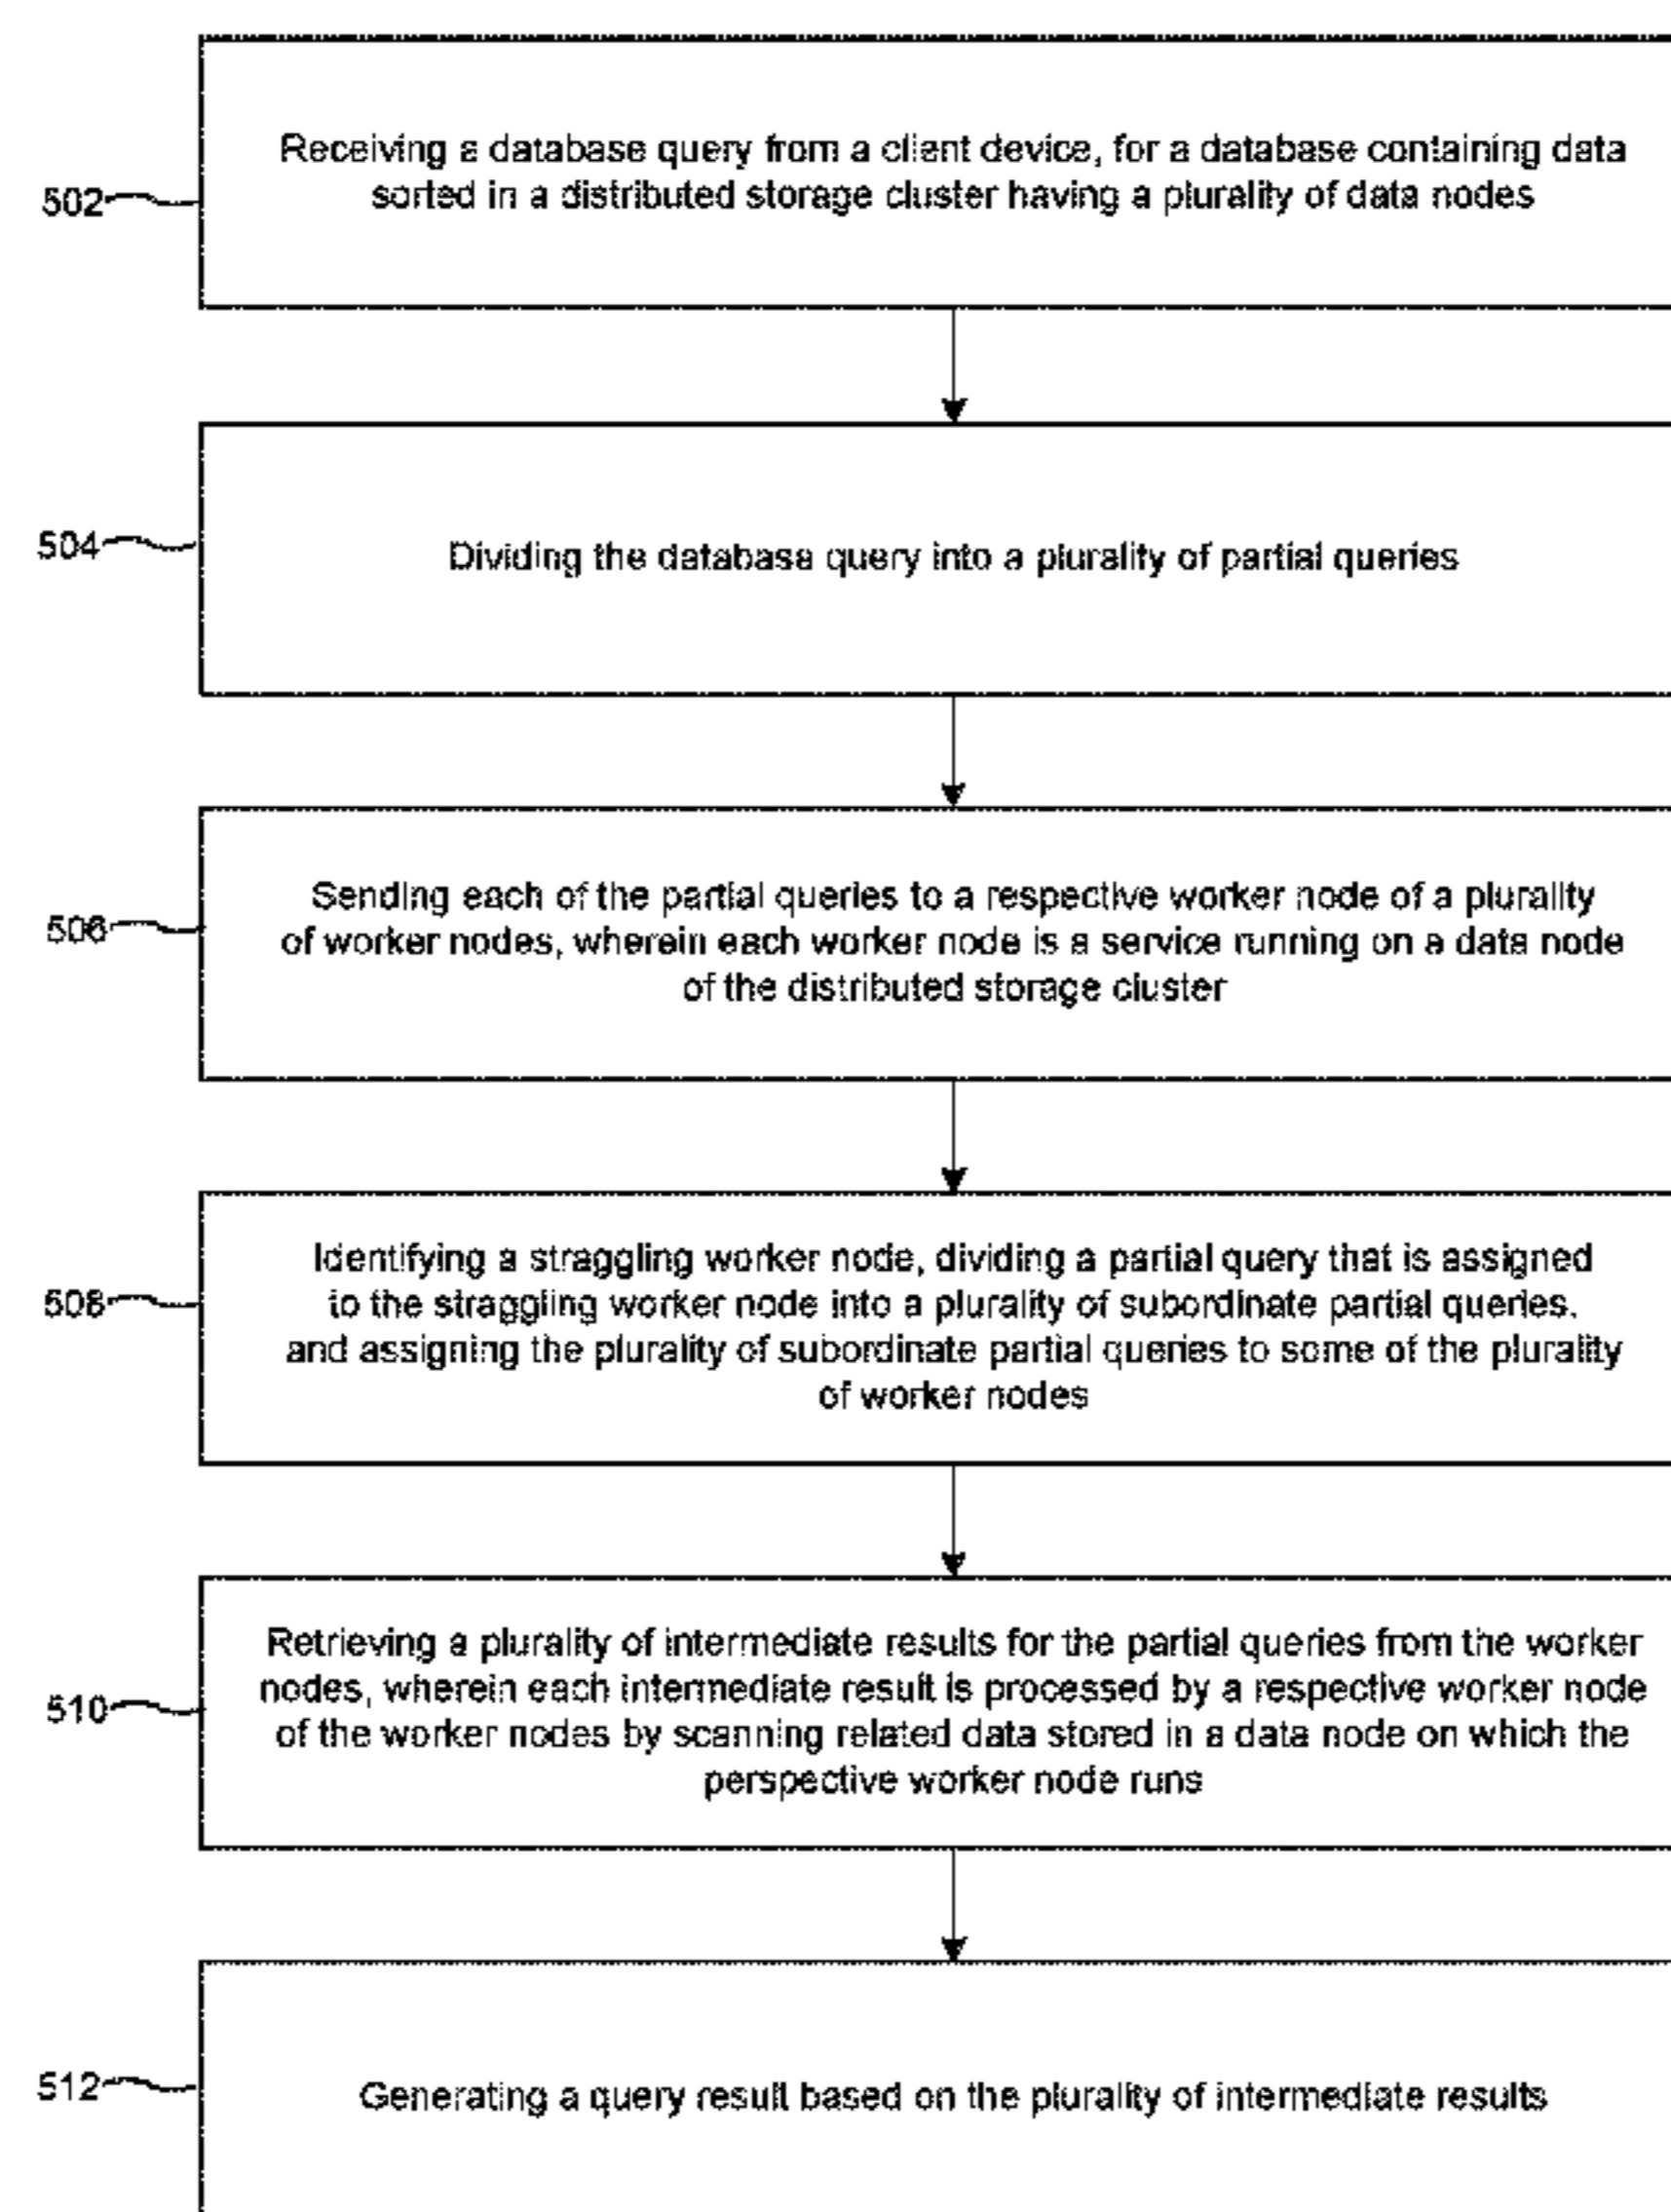 Receiving a database query from a client device, for a database containing data
sorted in a distributed storage cluster having a plurality of data nodes
502
504
Dividing the database query into a plurality of partial queries
Sending each of the partial queries to a respective worker node of a plurality
506
of worker nodes, wherein each worker node is a service running on a data node
of the distributed storage cluster
Identifying a straggling worker node, dividing a partial query that is assigned
508
to the straggling worker node into a plurality of subordinate partial queries,
and assigning the plurality of subordinate partial queries to some of the plurality
of worker nodes
Retrieving a plurality of intermediate results for the partial queries from the worker
nodes, wherein each intermediate result is processed by a respective worker node
510
of the worker nodes by scanning related data stored in a data node on which the
perspective worker node runs
512
Generating a query result based on the plurality of intermediate results